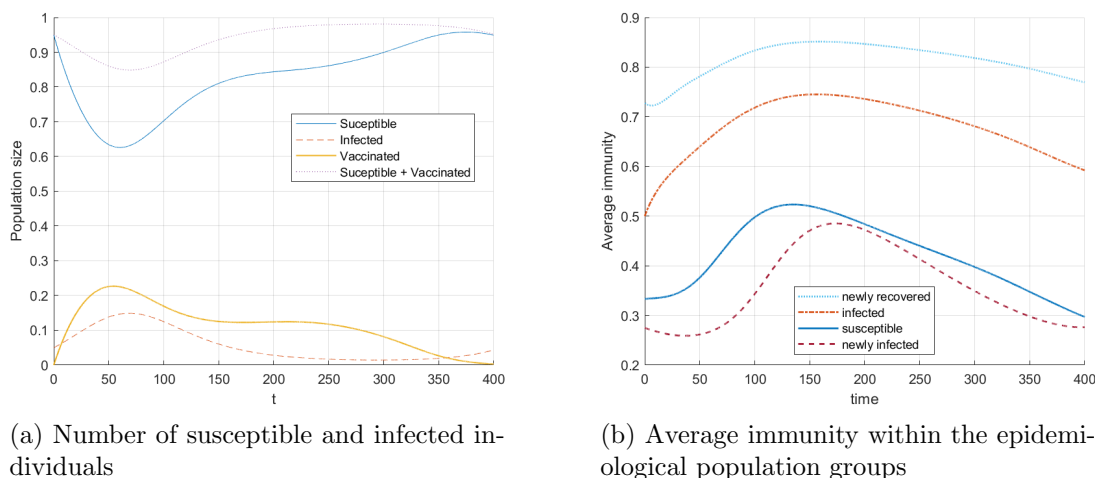 1
0.9
0.8
0.7
0.6
0.5
0.4
0.3
0.2
0.1
0
Population size
Suceptible
Infected
Vaccinated
Suceptible + Vaccinated
0 50 100 150 200 250 300 350 400
t
(a) Number of susceptible and infected in-
dividuals
0.9
0.8
0.7
0.6
0.5
0.4
0.3
0.2
Average immunity
newly recovered
infected
susceptible
newly infected
0 50 100 150 200 250 300 350 400
time
(b) Average immunity within the epidemi-
ological population groups